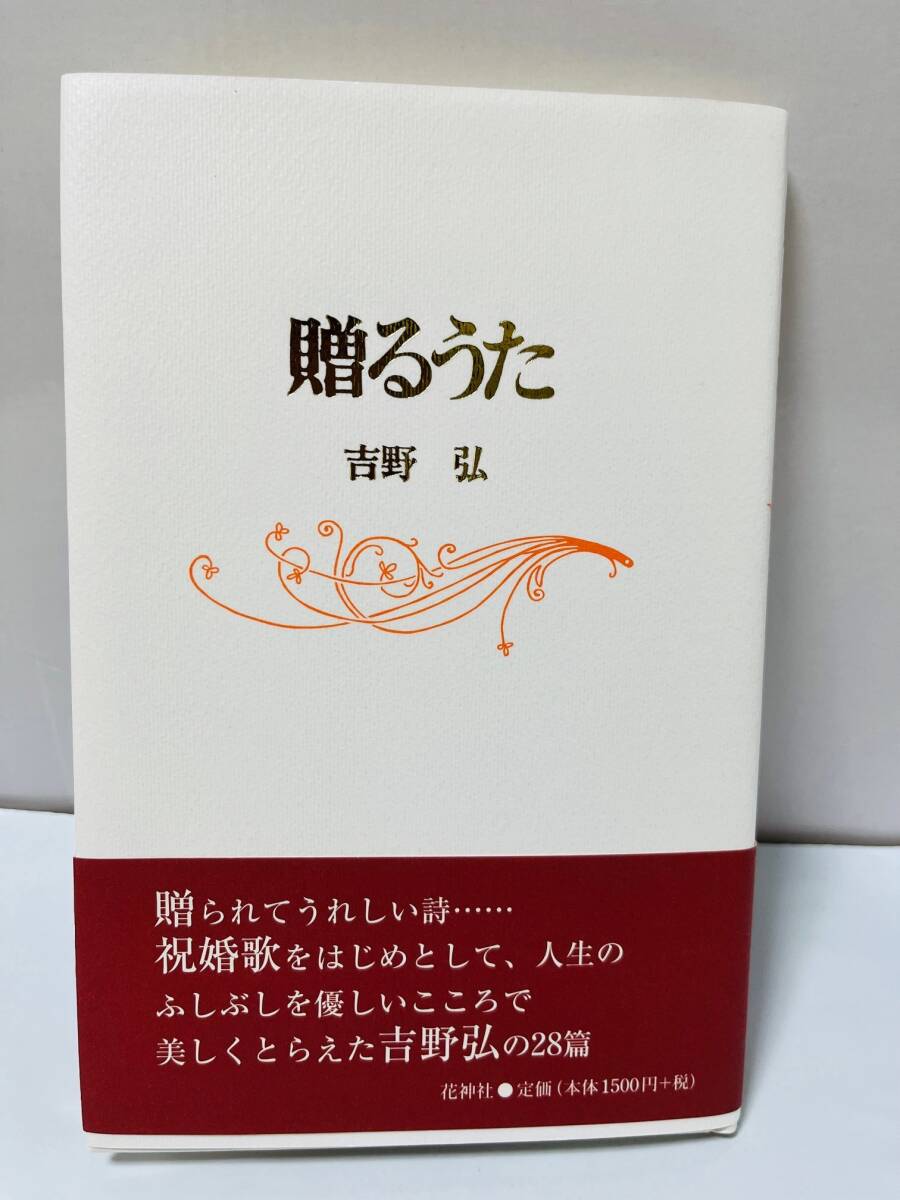 贈るうた
吉野 弘
贈られてうれしい詩……
祝婚歌をはじめとして、人生の
ふしぶしを優しいこころで
美しくとらえた吉野弘の28篇
花神社●定価(本体1500円+税)